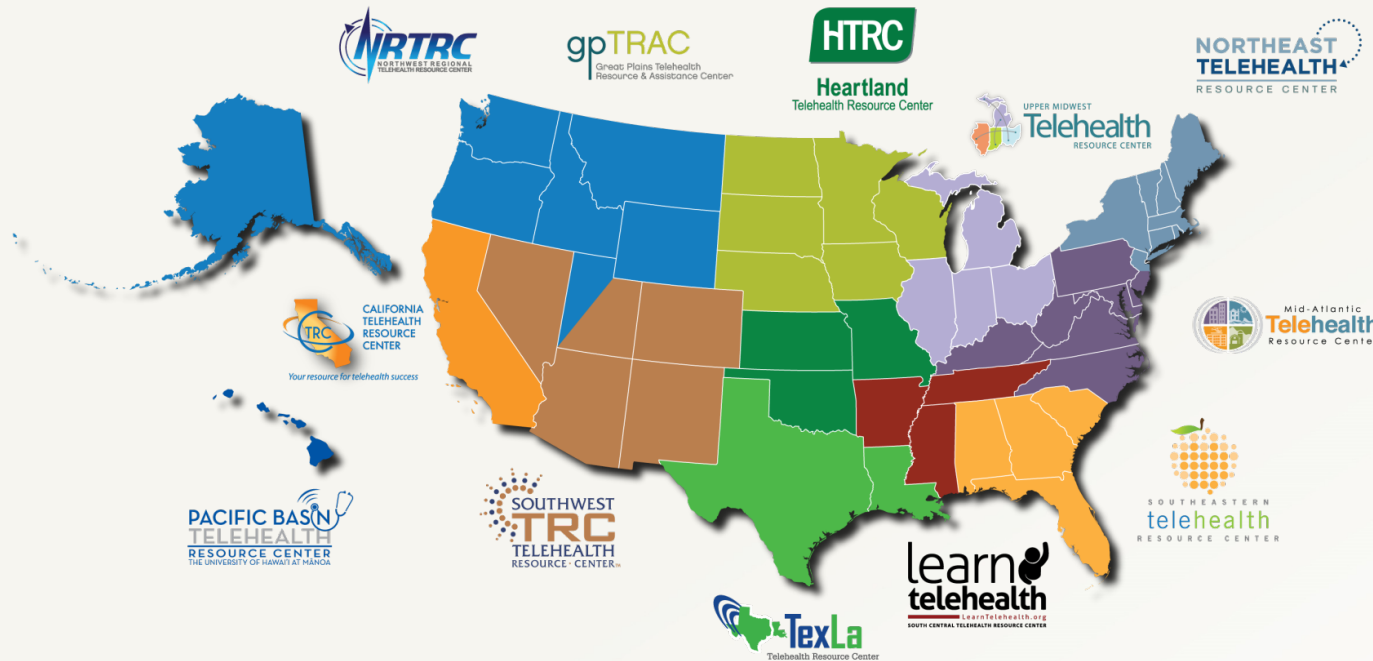 NRTRC
NORTHWEST REGIONAL
TELEHEALTH RESOURCE CENTER
gpTRAC
Great Plains Telehealth
Resource & Assistance Center
HTRC
Heartland
Telehealth Resource Center
NORTHEAST
TELEHEALTH
RESOURCE CENTER
UPPER MIDWEST
Telehealth
RESOURCE CENTER
TRC
CALIFORNIA
TELEHEALTH
RESOURCE
CENTER
Your resource for telehealth success
Mid-Atlantic
Telehealth
Resource Cente
PACIFIC BASIN
TELEHEALTH
RESOURCE CENTER
THE UNIVERSITY OF HAWAI'I AT MĀNOA
SOUTHWEST
TRC
TELEHEALTH
RESOURCE · CENTER
SOUTHEASTERN
telehealth
RESOURCE CENTER
learn
telehealth
LearnTelehealth.org
SOUTH CENTRAL TELEHEALTH RESOURCE CENTER
TexLa
Telehealth Resource Center